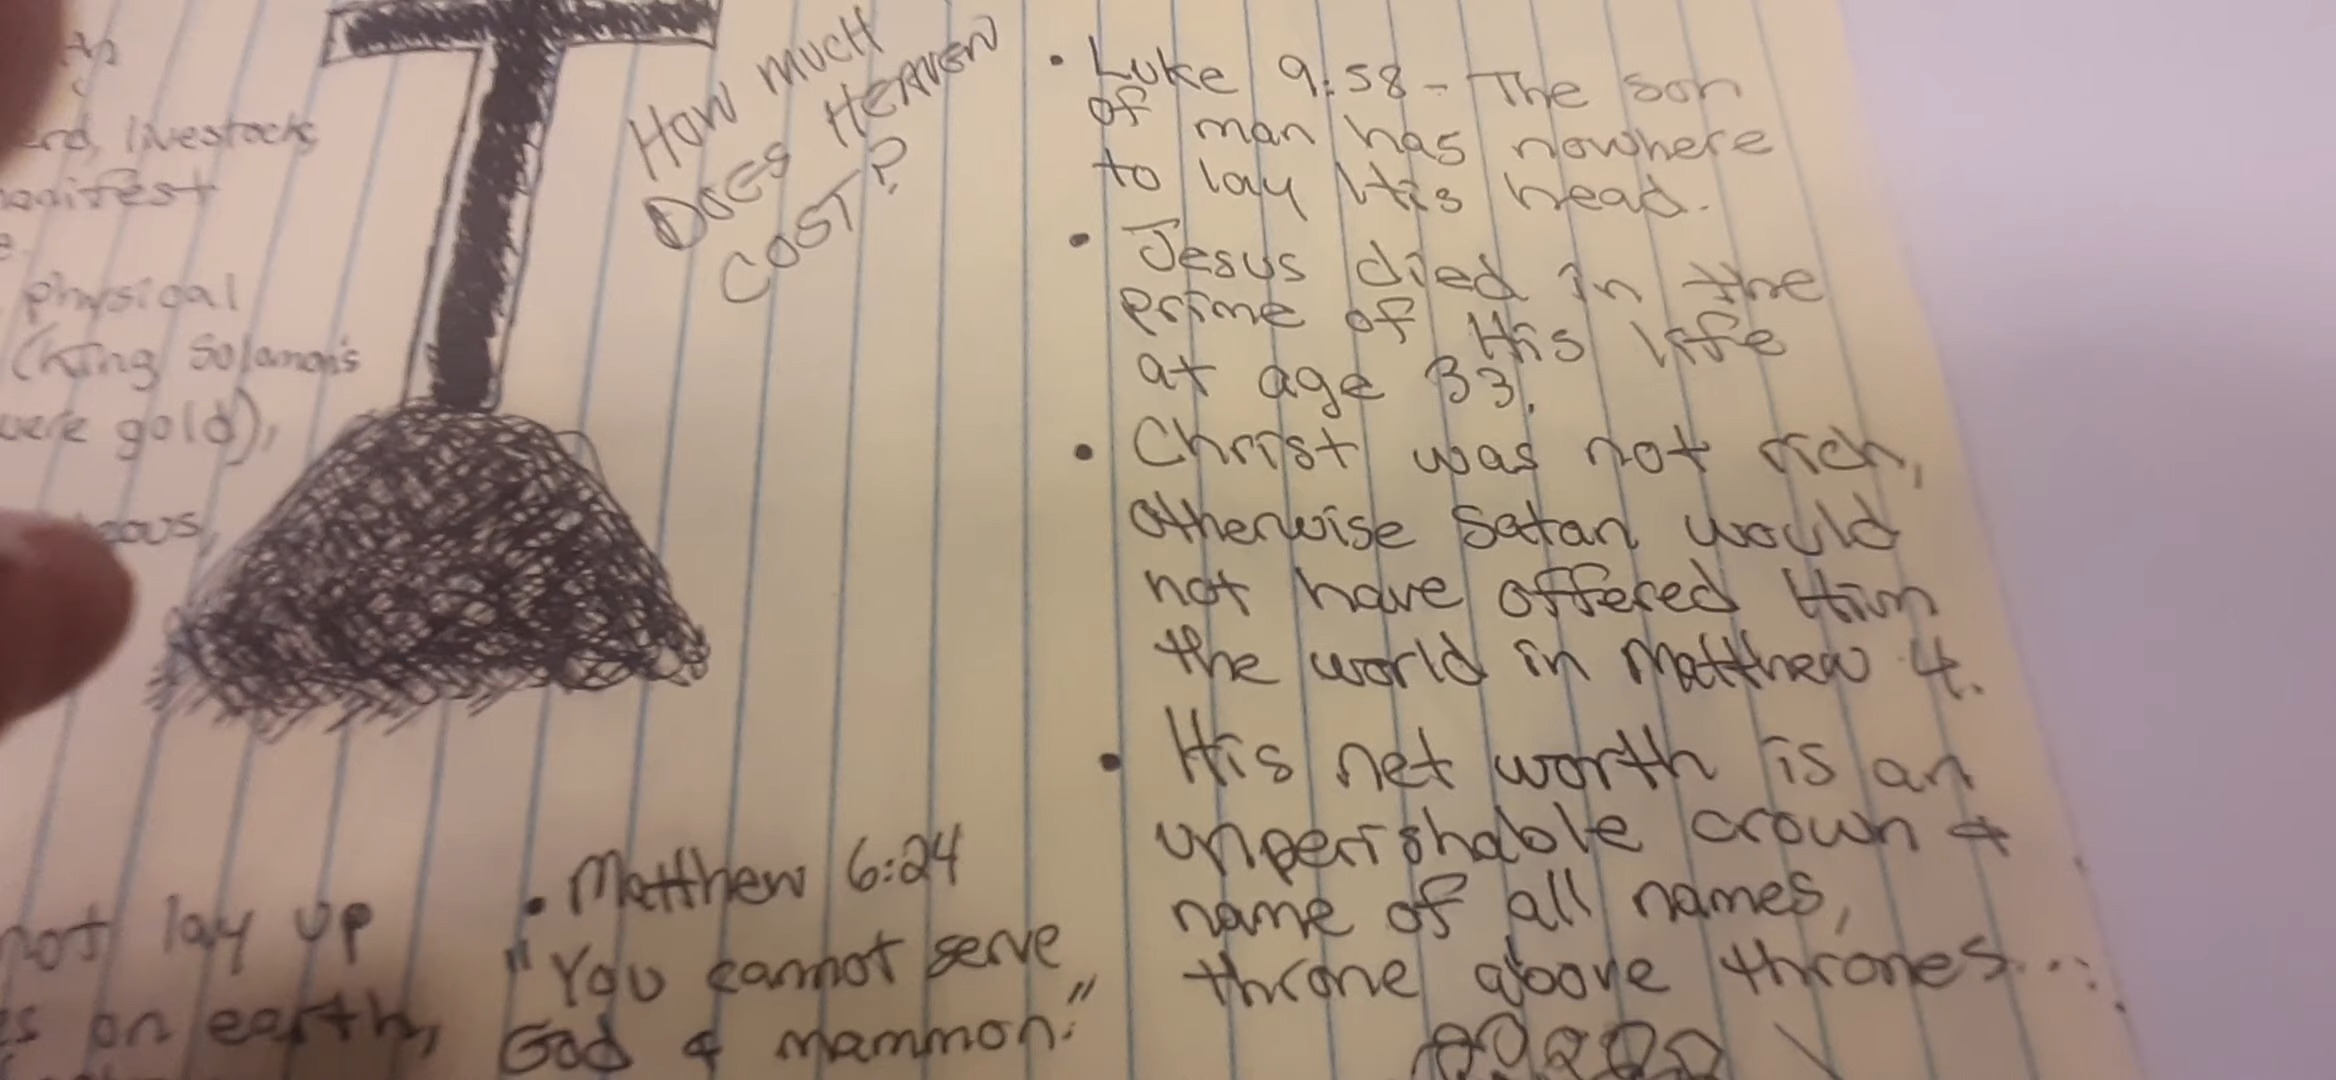 and, livestock,
manifest
physical
(King Solomon's
were gold),
not lay up
on earth,
HOW MUCH
DOES HEAVEN
COST?
• Matthew 6:24
"You cannot serve
God & mammon."
• Luke 9:58 - The son
of man has nowhere
to lay His head.
• Jesus died in the
prime of His life
at age 33.
• Christ was not rich,
otherwise Satan would
not have offered Him
the world in Matthew 4.
• His net worth is an
unperishable crown &
name of all names,
throne above thrones...